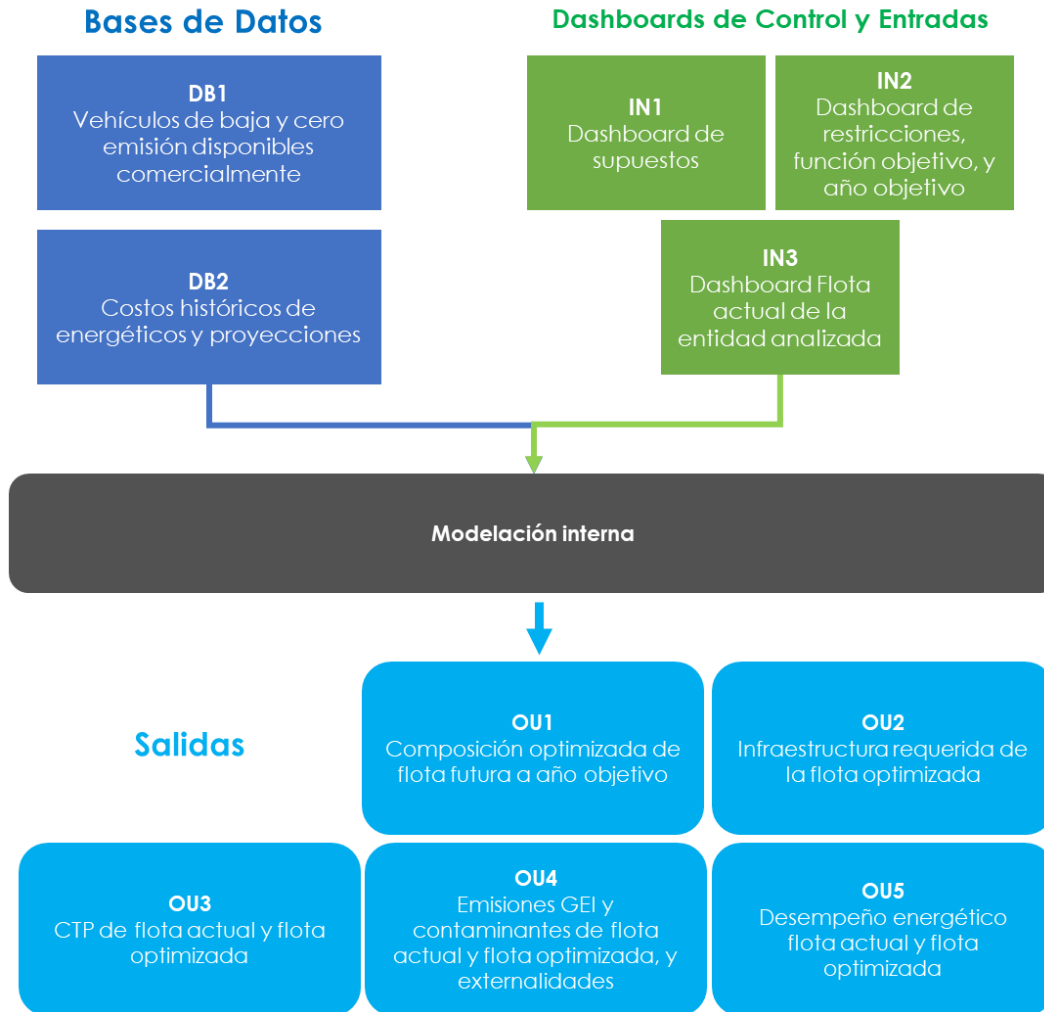 Bases de Datos
Dashboards de Control y Entradas
DB1
Vehículos de baja y cero
emisión disponibles
comercialmente
IN1
Dashboard de
supuestos
IN2
Dashboard de
restricciones,
función objetivo, y
año objetivo
DB2
Costos históricos de
energéticos y proyecciones
IN3
Dashboard Flota
actual de la
entidad analizada
Modelación interna
Salidas
OU1
Composición optimizada de
flota futura a año objetivo
OU2
Infraestructura requerida de
la flota optimizada
OU3
CTP de flota actual y flota
optimizada
OU4
Emisiones GEI y
contaminantes de flota
actual y flota optimizada, y
externalidades
OU5
Desempeño energético
flota actual y flota
optimizada